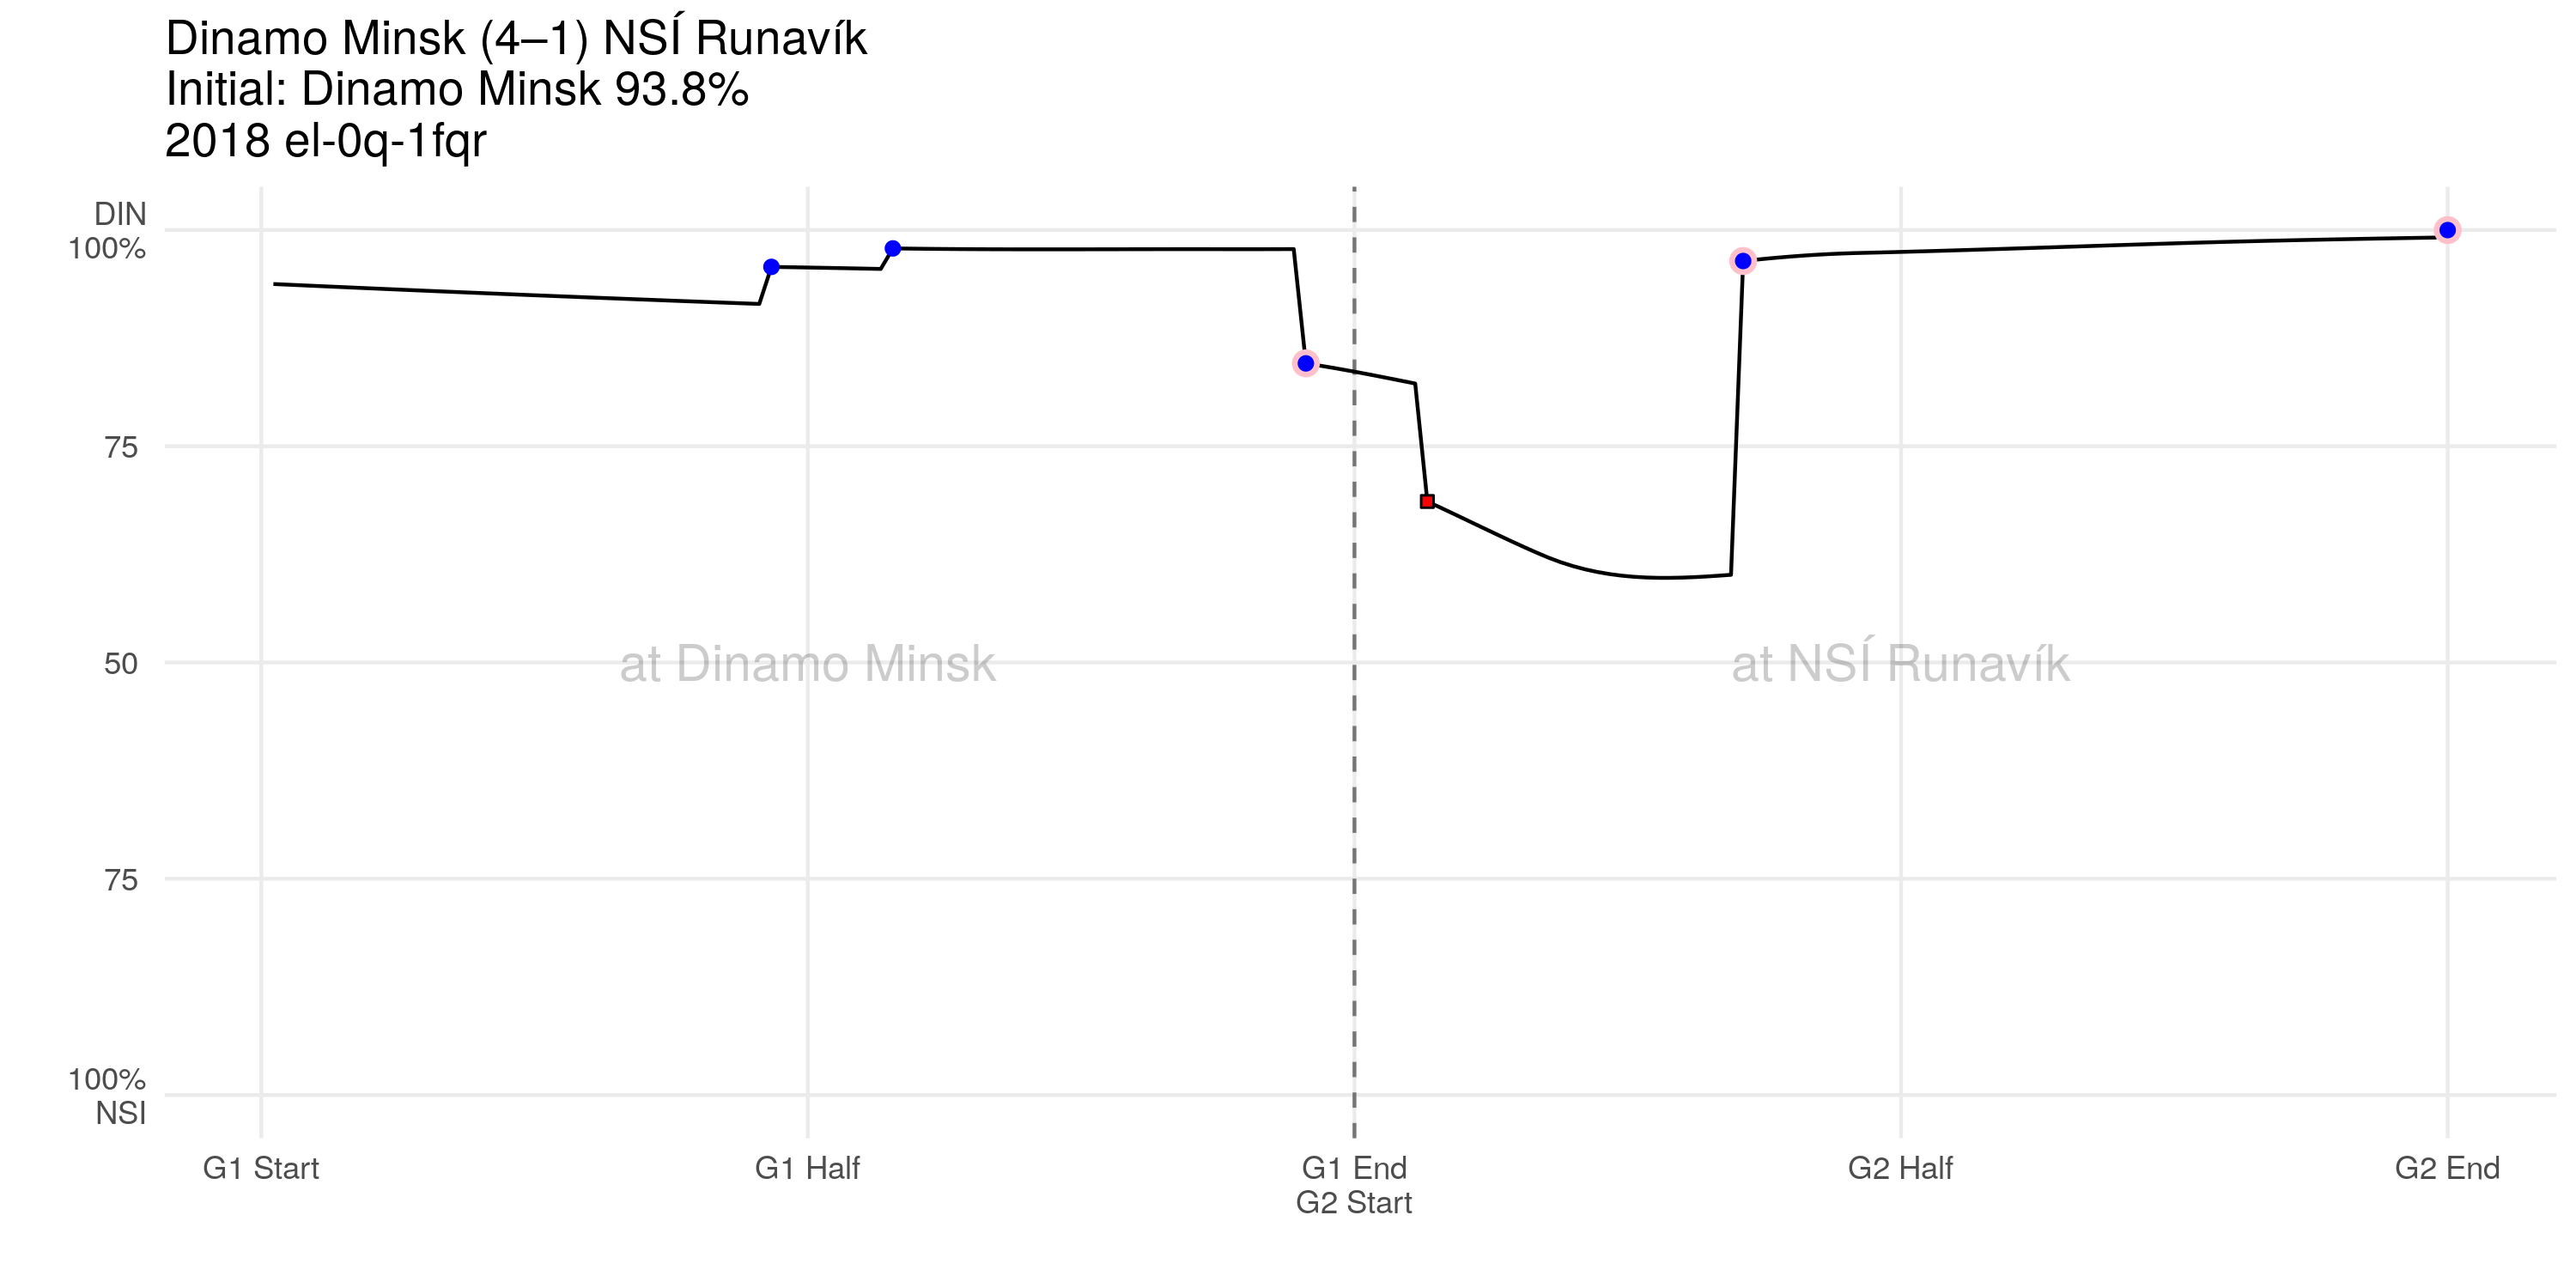 Dinamo Minsk (4–1) NSÍ Runavík
Initial: Dinamo Minsk 93.8%
2018 el-0q-1fqr
DIN
100%
75
50
75
100%
NSI
at Dinamo Minsk
at NSÍ Runavík
G1 Start
G1 Half
G1 End
G2 Start
G2 Half
G2 End